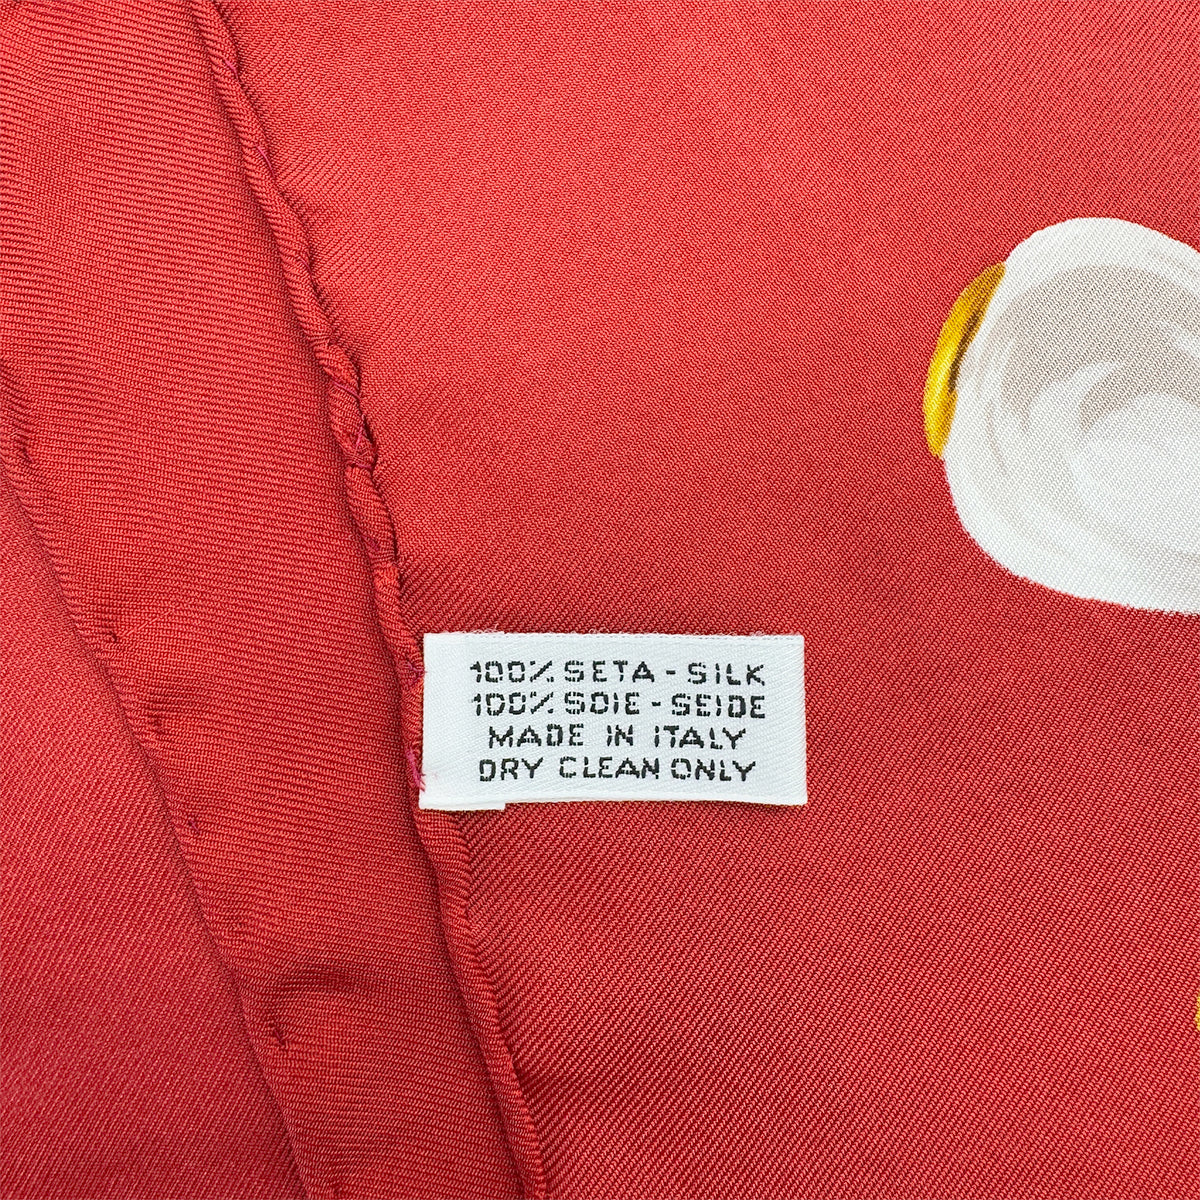 100% SETA - SILK
100% SOIE - SEIDE
MADE IN ITALY
DRY CLEAN ONLY